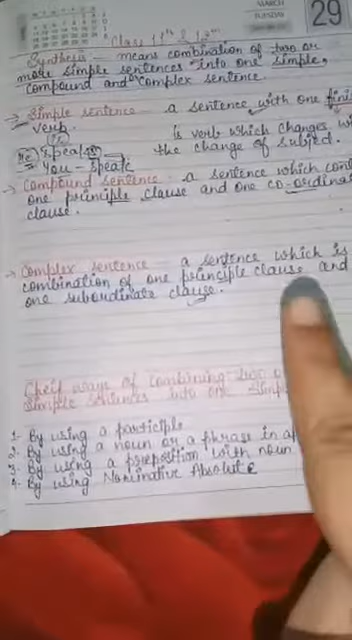 MARCH
TUESDAY
29
Class 11th & 12th
Synthesis - means combination of two or
more simple sentences into one simple,
compound and complex sentence.
→ Simple sentence - a sentence with one fini
verb.
is verb which changes wi
He speaks
the change of subject.
You - speak
→ Compound sentence - a sentence which con
one principle clause and one co-ordina
clause.
→ Complex sentence - a sentence which is
combination of one principle clause and
one subordinate clause.
Cheif ways of combining two o
simple sentences into one simpl
1. By using a participle
2. By using a noun or a phrase in ap
3. By using a preposition with noun
4. By using Nominative Absolute